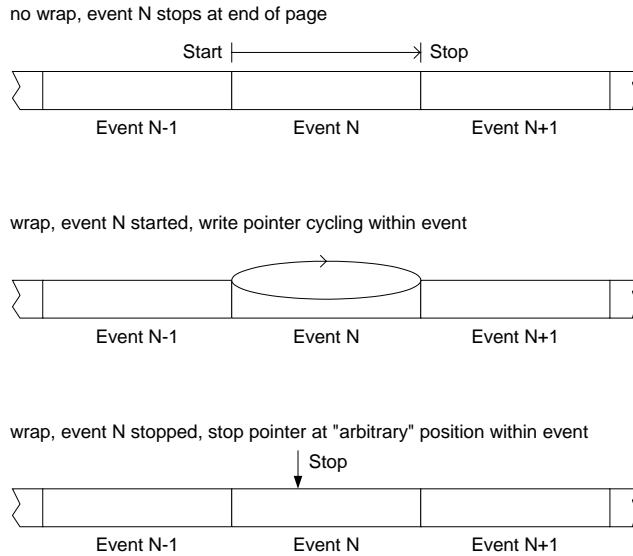 no wrap, event N stops at end of page
Start Stop
Event N-1 Event N Event N+1
wrap, event N started, write pointer cycling within event
Event N-1 Event N Event N+1
wrap, event N stopped, stop pointer at "arbitrary" position within event
Stop
Event N-1 Event N Event N+1